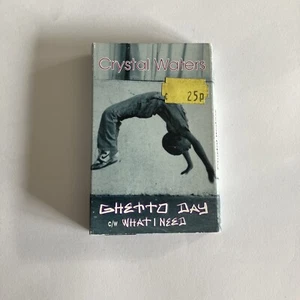 Crystal Waters
£ 25p
GHETTO DAY
c/w WHAT I NEED